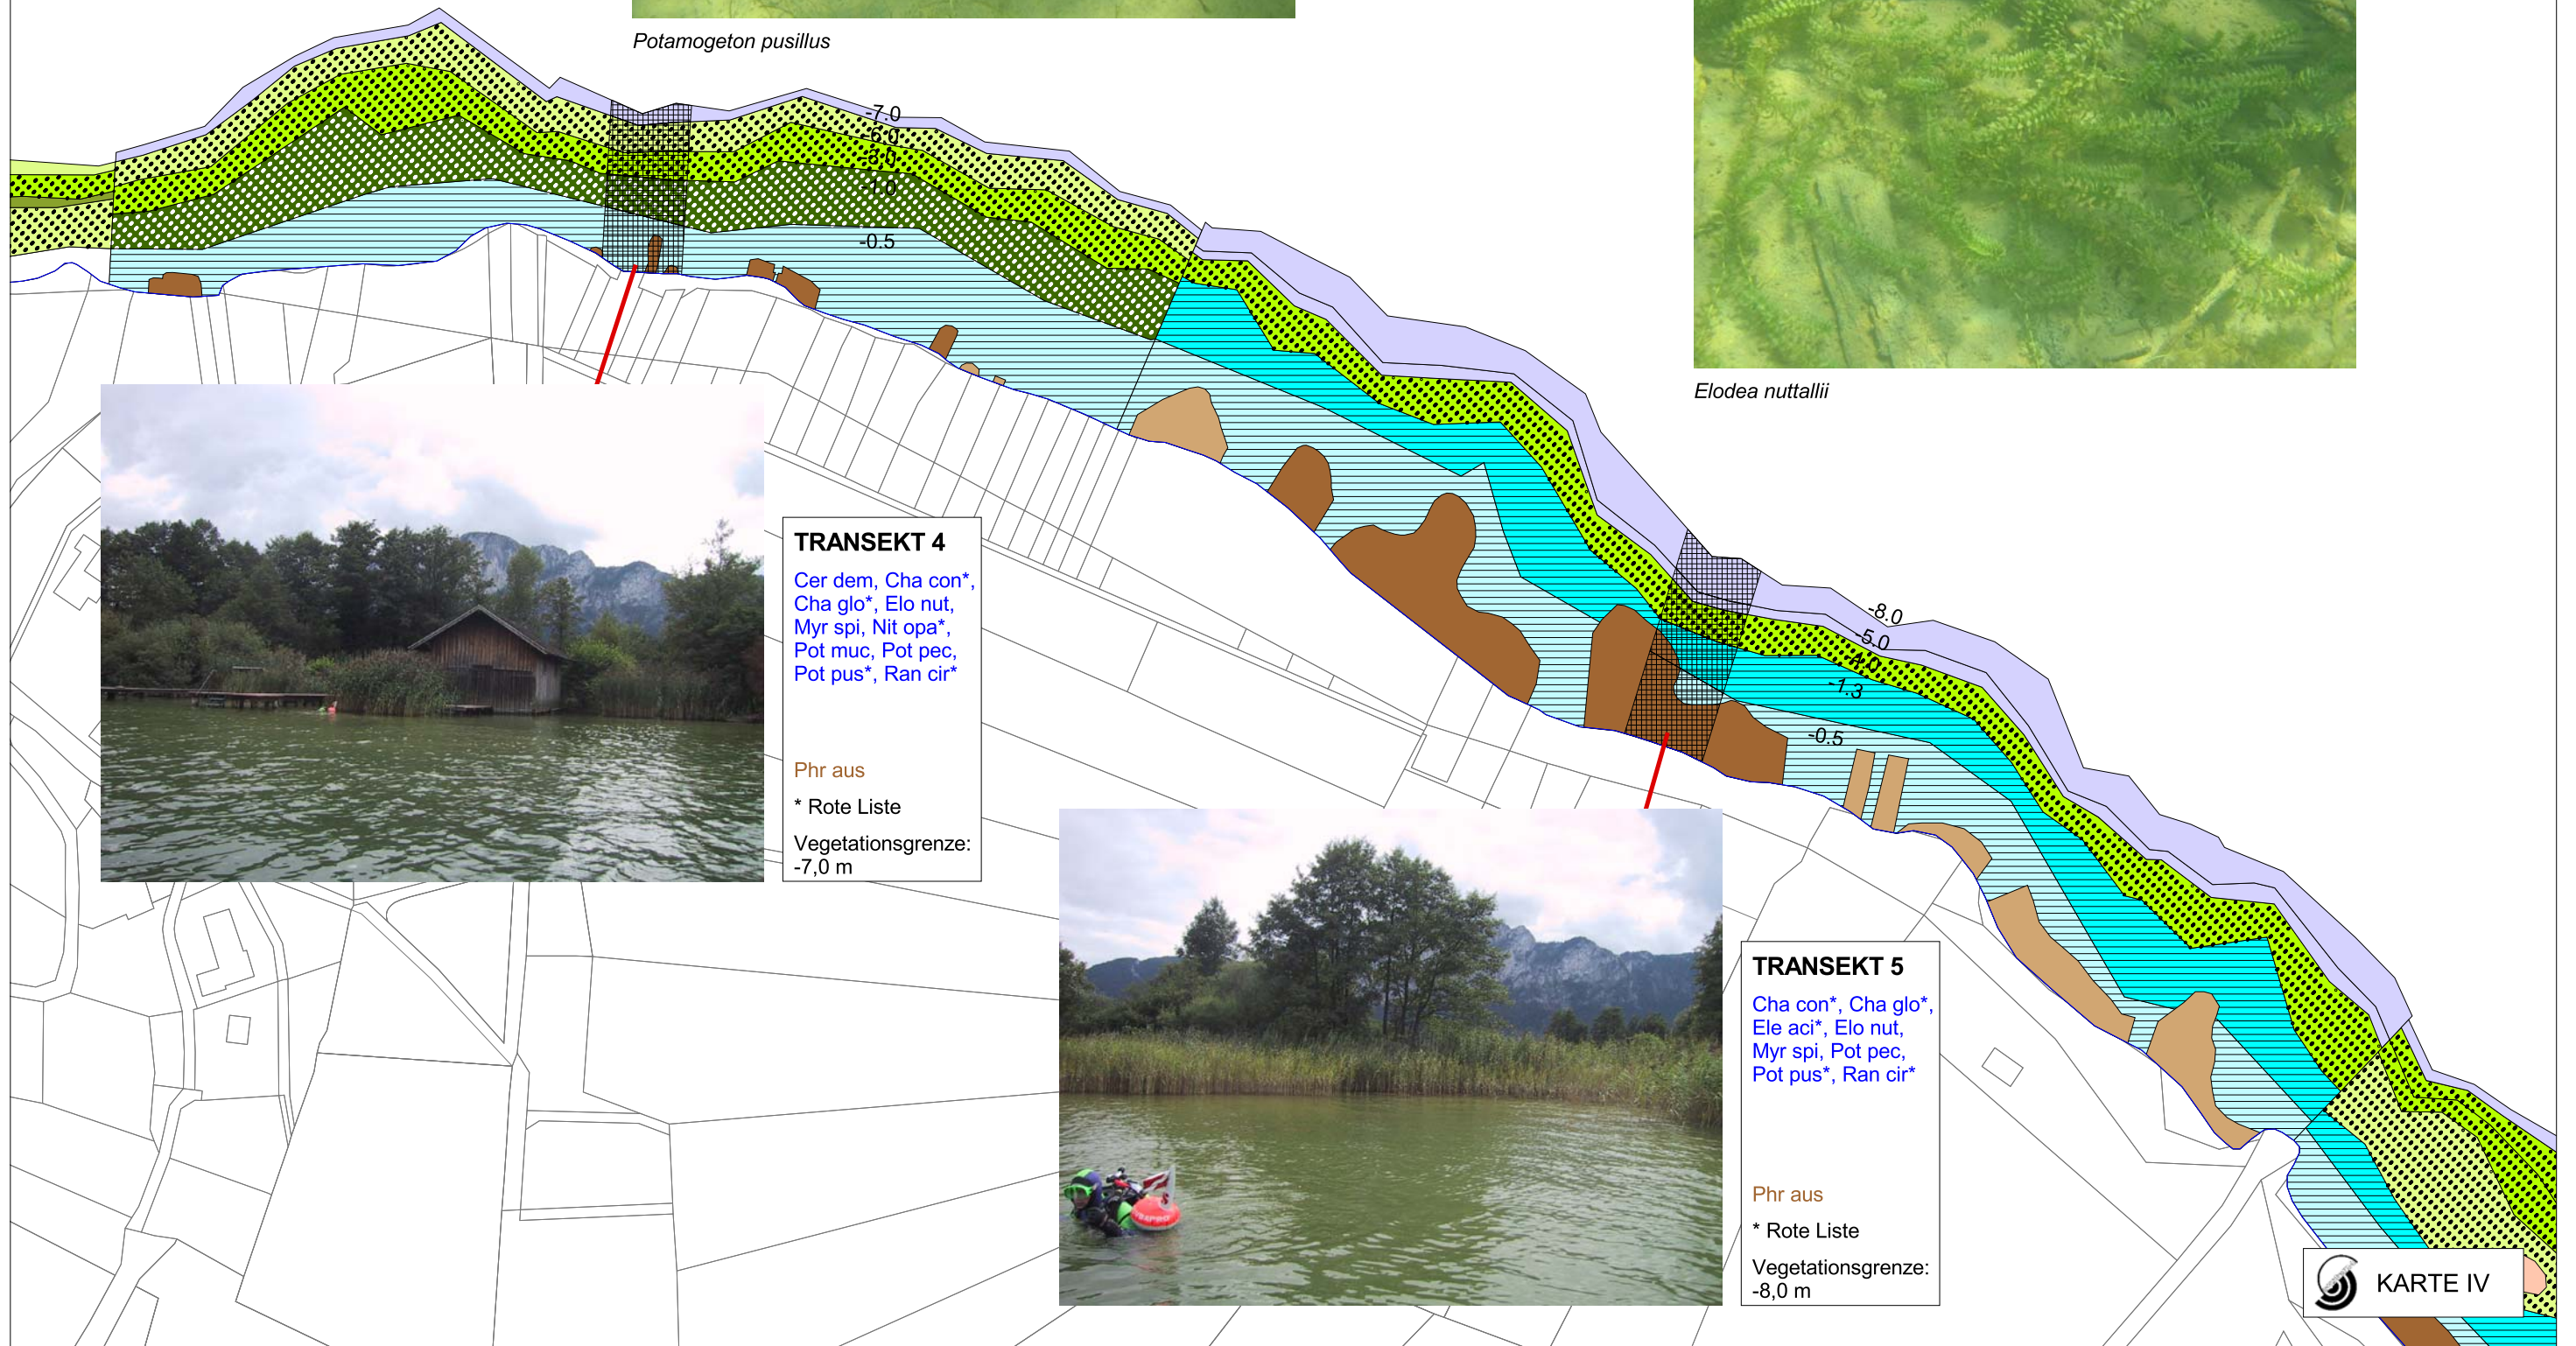 Potamogeton pusillus
-7.0
-6.0
-3.0
-1.0
-0.5
Elodea nuttallii
TRANSEKT 4
Cer dem, Cha con*,
Cha glo*, Elo nut,
Myr spi, Nit opa*,
Pot muc, Pot pec,
Pot pus*, Ran cir*
Phr aus
* Rote Liste
Vegetationsgrenze:
-7,0 m
-8.0
-5.0
-4.0
-1.3
-0.5
TRANSEKT 5
Cha con*, Cha glo*,
Ele aci*, Elo nut,
Myr spi, Pot pec,
Pot pus*, Ran cir*
Phr aus
* Rote Liste
Vegetationsgrenze:
-8,0 m
KARTE IV